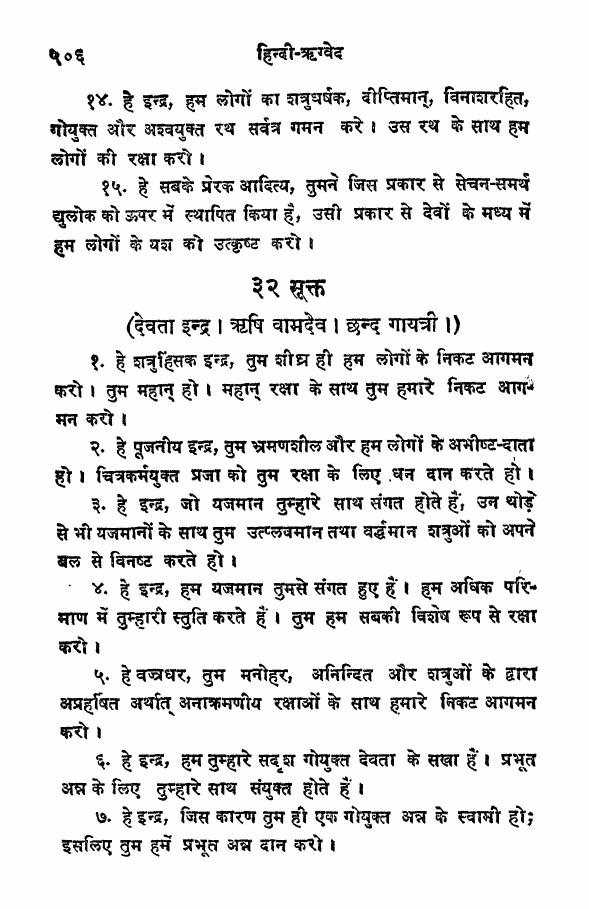 ५०६ हिन्दी-ऋग्वेद
१४. हे इन्द्र, हम लोगों का शत्रुधर्षक, दीप्तिमान्, विनाशरहित,
गोयुक्त और अश्वयुक्त रथ सर्वत्र गमन करे। उस रथ के साथ हम
लोगों की रक्षा करो।
१५. हे सबके प्रेरक आदित्य, तुमने जिस प्रकार से सेचन-समर्थ
द्युलोक को ऊपर में स्थापित किया है, उसी प्रकार से देवों के मध्य में
हम लोगों के यश को उत्कृष्ट करो।
३२ सूक्त
(देवता इन्द्र। ऋषि वामदेव। छन्द गायत्री।)
१. हे शत्रुहिंसक इन्द्र, तुम शीघ्र ही हम लोगों के निकट आगमन
करो। तुम महान् हो। महान् रक्षा के साथ तुम हमारे निकट आग-
मन करो।
२. हे पूजनीय इन्द्र, तुम भ्रमणशील और हम लोगों के अभीष्ट-दाता
हो। चित्रकर्मयुक्त प्रजा को तुम रक्षा के लिए धन दान करते हो।
३. हे इन्द्र, जो यजमान तुम्हारे साथ संगत होते हैं, उन थोड़े
से भी यजमानों के साथ तुम उत्प्लवमान तथा वर्द्धमान शत्रुओं को अपने
बल से विनष्ट करते हो।
४. हे इन्द्र, हम यजमान तुमसे संगत हुए हैं। हम अधिक परि-
माण में तुम्हारी स्तुति करते हैं। तुम हम सबकी विशेष रूप से रक्षा
करो।
५. हे वज्रधर, तुम मनोहर, अनिन्दित और शत्रुओं के द्वारा
अप्रहर्षित अर्थात् अनाक्रमणीय रक्षाओं के साथ हमारे निकट आगमन
करो।
६. हे इन्द्र, हम तुम्हारे सदृश गोयुक्त देवता के सखा हैं। प्रभूत
अन्न के लिए तुम्हारे साथ संयुक्त होते हैं।
७. हे इन्द्र, जिस कारण तुम ही एक गोयुक्त अन्न के स्वामी हो;
इसलिए तुम हमें प्रभूत अन्न दान करो।